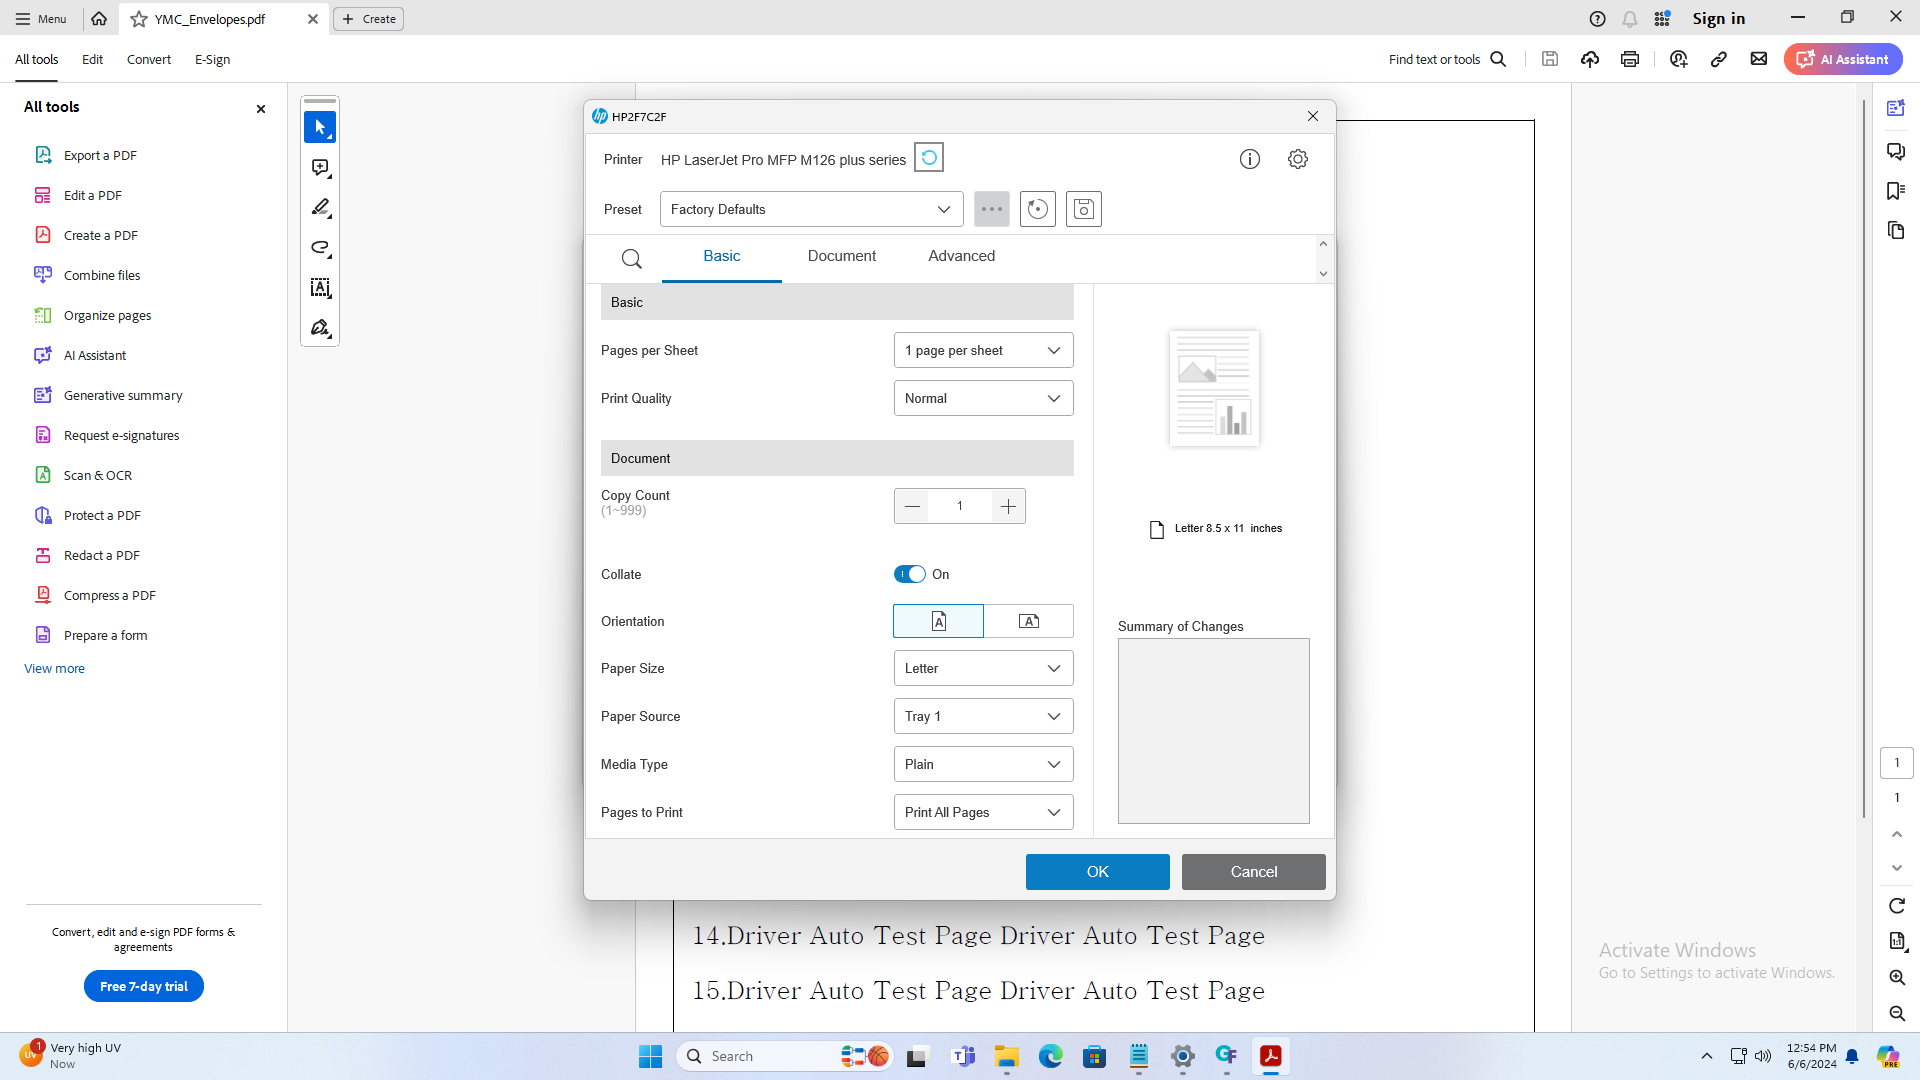 Menu
YMC_Envelopes.pdf
Create
Sign in
All tools
Edit
Convert
E-Sign
Find text or tools
AI Assistant
All tools
Export a PDF
Edit a PDF
Create a PDF
Combine files
Organize pages
AI Assistant
Generative summary
Request e-signatures
Scan & OCR
Protect a PDF
Redact a PDF
Compress a PDF
Prepare a form
View more
Convert, edit and e-sign PDF forms &
agreements
Free 7-day trial
HP2F7C2F
Printer HP LaserJet Pro MFP M126 plus series
Preset Factory Defaults
Basic Document Advanced
Basic
Pages per Sheet 1 page per sheet
Print Quality Normal
Document
Copy Count
(1~999)
1
Collate On
Orientation
Paper Size Letter
Paper Source Tray 1
Media Type Plain
Pages to Print Print All Pages
Letter 8.5 x 11 inches
Summary of Changes
OK Cancel
14.Driver Auto Test Page Driver Auto Test Page
15.Driver Auto Test Page Driver Auto Test Page
Activate Windows
Go to Settings to activate Windows.
1
1
1
Very high UV
Now
Search
12:54 PM
6/6/2024